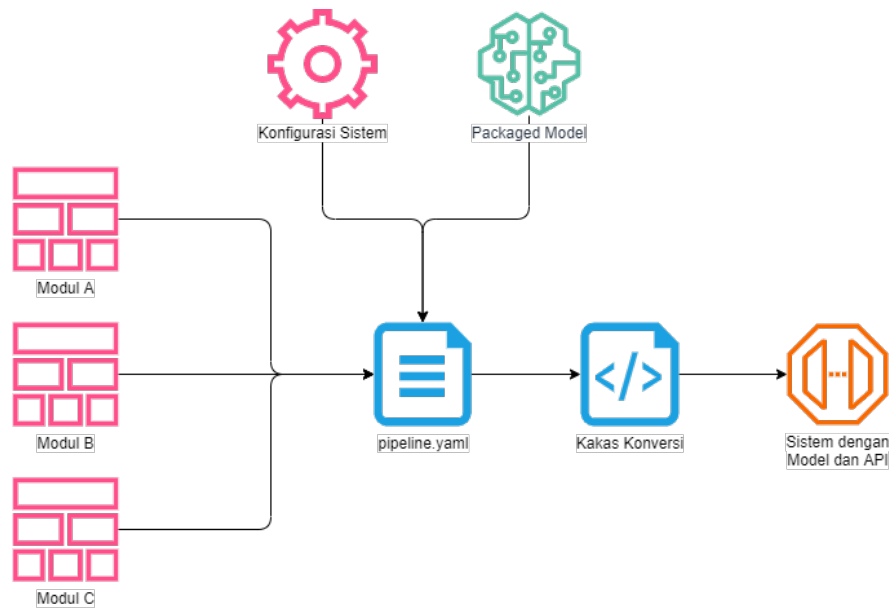 Konfigurasi Sistem
Packaged Model
Modul A
Modul B
pipeline.yaml
Kakas Konversi
Sistem dengan
Model dan API
Modul C